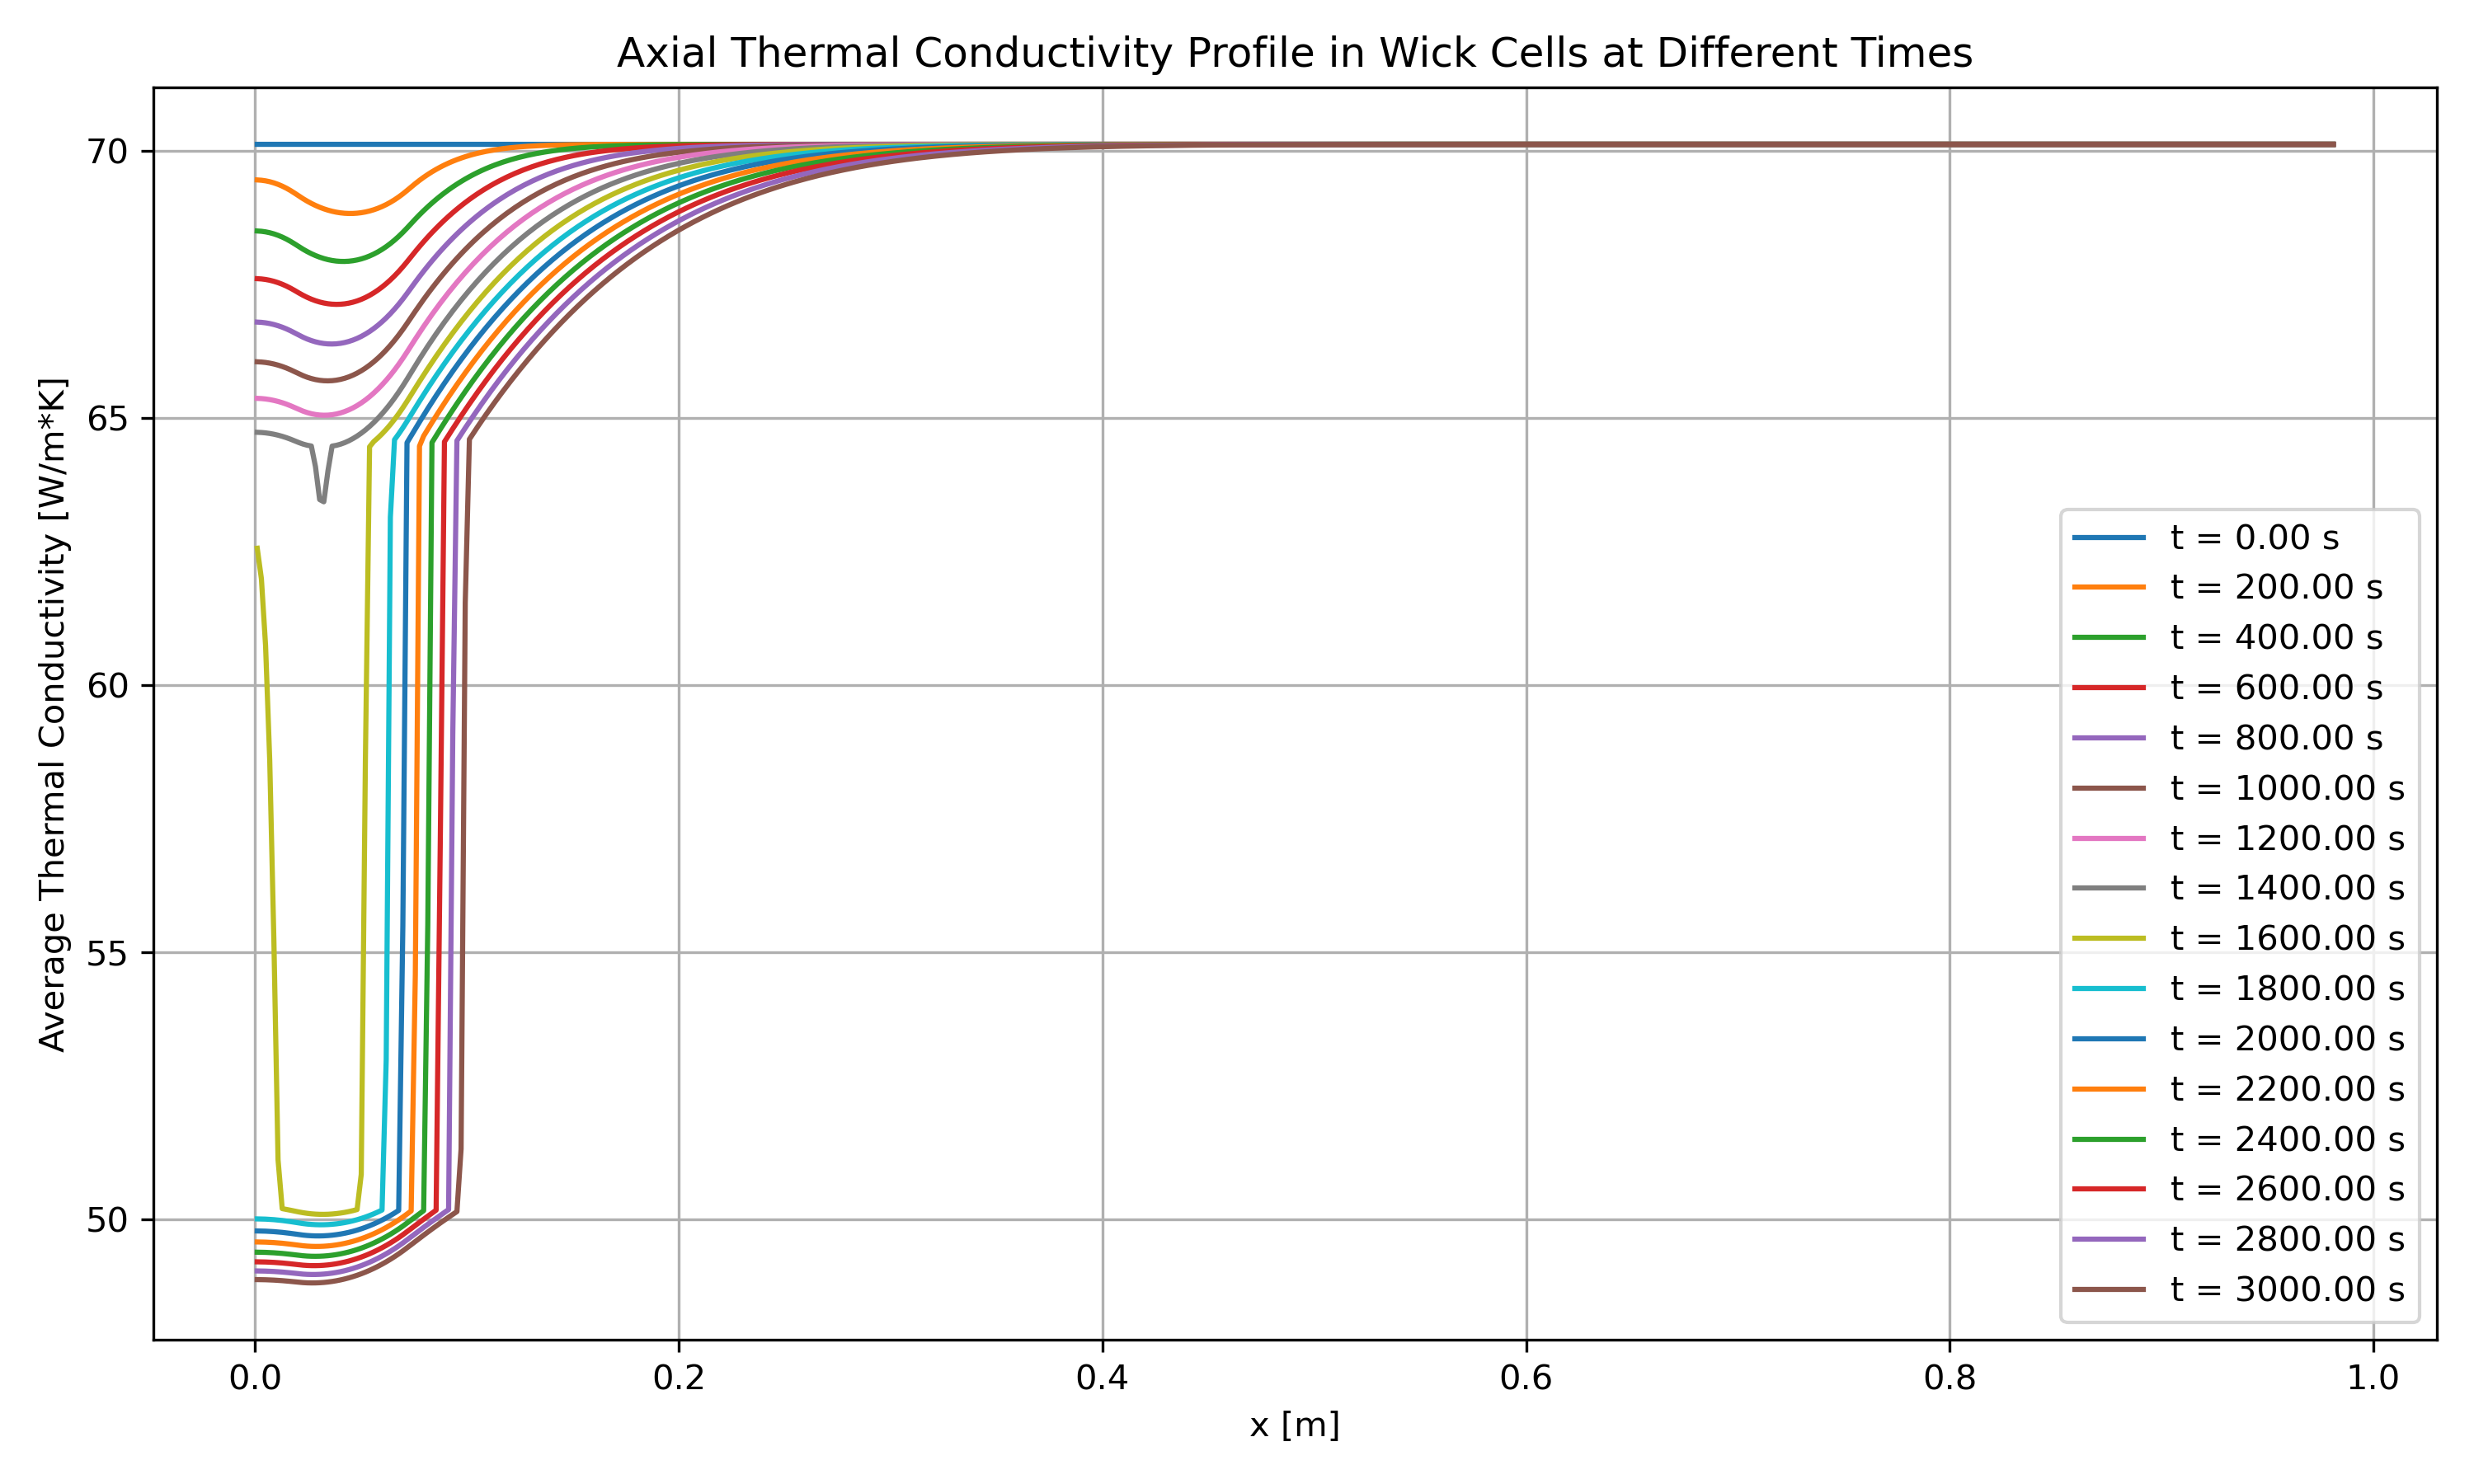 Axial Thermal Conductivity Profile in Wick Cells at Different Times
Average Thermal Conductivity [W/m*K]
70
65
60
55
50
0.0
0.2
0.4
0.6
0.8
1.0
x [m]
t = 0.00 s
t = 200.00 s
t = 400.00 s
t = 600.00 s
t = 800.00 s
t = 1000.00 s
t = 1200.00 s
t = 1400.00 s
t = 1600.00 s
t = 1800.00 s
t = 2000.00 s
t = 2200.00 s
t = 2400.00 s
t = 2600.00 s
t = 2800.00 s
t = 3000.00 s